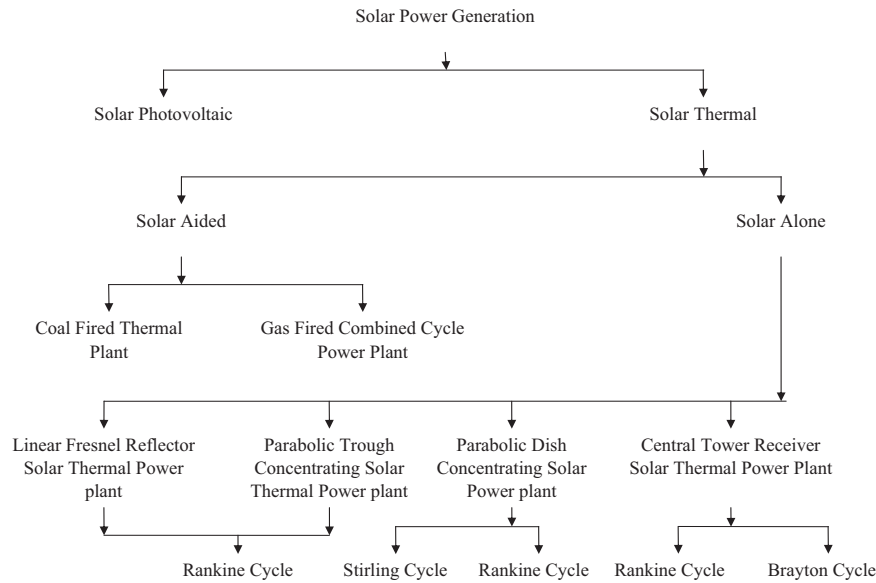 Solar Power Generation
Solar Photovoltaic
Solar Thermal
Solar Aided
Solar Alone
Coal Fired Thermal
Plant
Gas Fired Combined Cycle
Power Plant
Linear Fresnel Reflector
Solar Thermal Power
plant
Parabolic Trough
Concentrating Solar
Thermal Power plant
Parabolic Dish
Concentrating Solar
Power plant
Central Tower Receiver
Solar Thermal Power Plant
Rankine Cycle
Stirling Cycle
Rankine Cycle
Rankine Cycle
Brayton Cycle